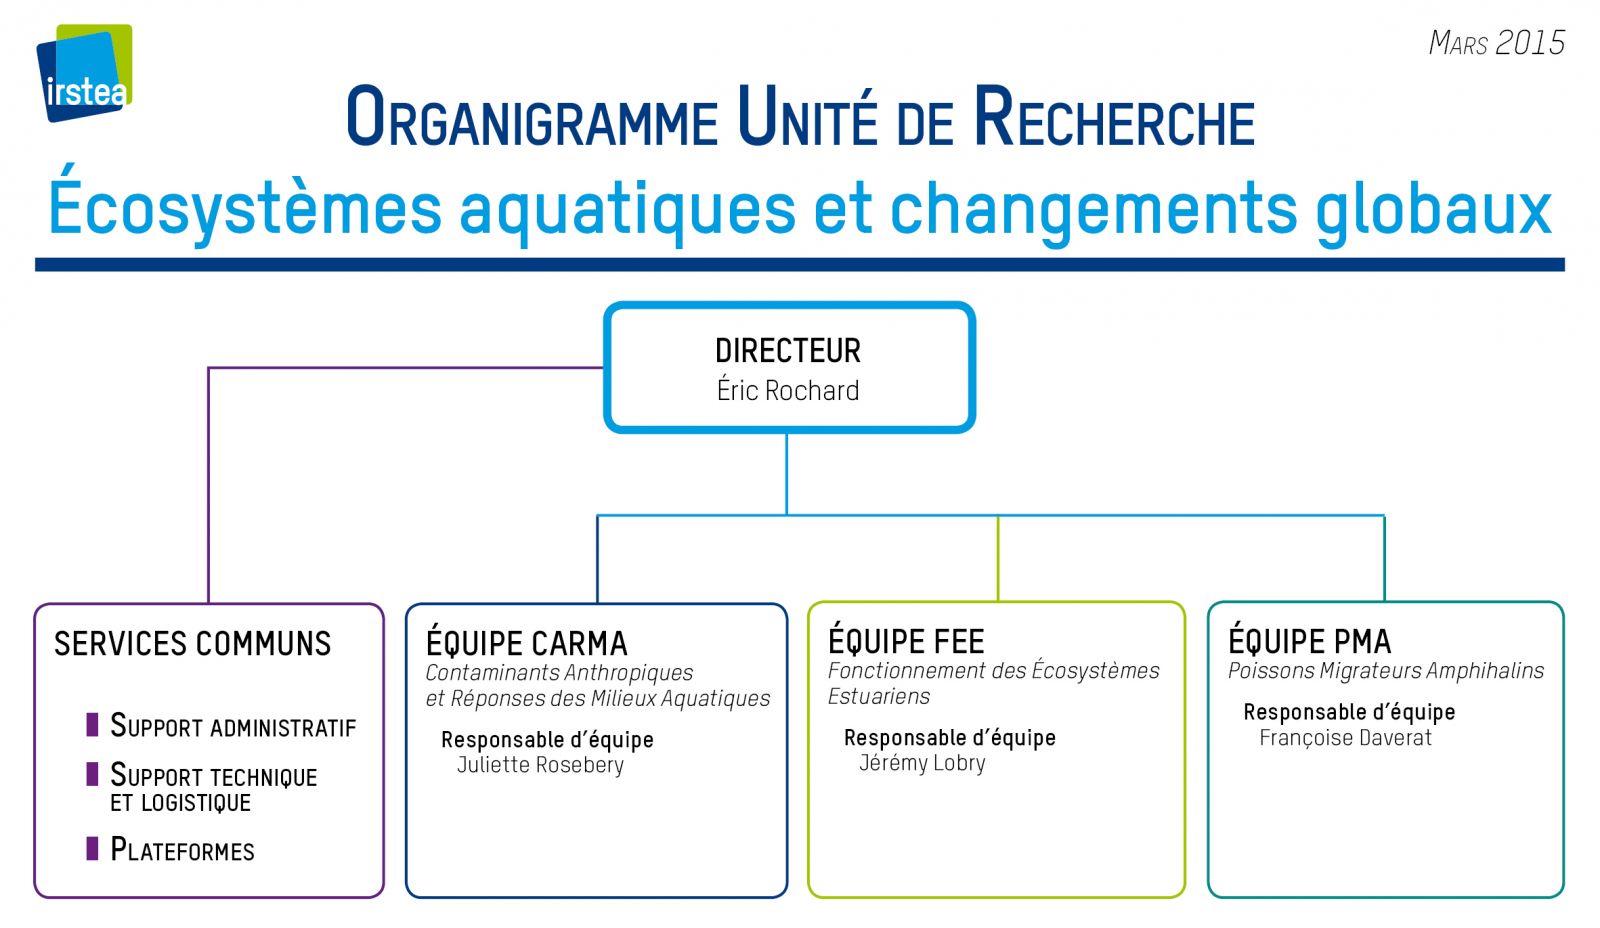 irstea
MARS 2015
ORGANIGRAMME UNITÉ DE RECHERCHE
Écosystèmes aquatiques et changements globaux
DIRECTEUR
Éric Rochard
SERVICES COMMUNS
SUPPORT ADMINISTRATIF
SUPPORT TECHNIQUE
ET LOGISTIQUE
PLATEFORMES
ÉQUIPE CARMA
Contaminants Anthropiques
et Réponses des Milieux Aquatiques
Responsable d'équipe
Juliette Rosebery
ÉQUIPE FEE
Fonctionnement des Écosystèmes
Estuariens
Responsable d'équipe
Jérémy Lobry
ÉQUIPE PMA
Poissons Migrateurs Amphihalins
Responsable d'équipe
Françoise Daverat